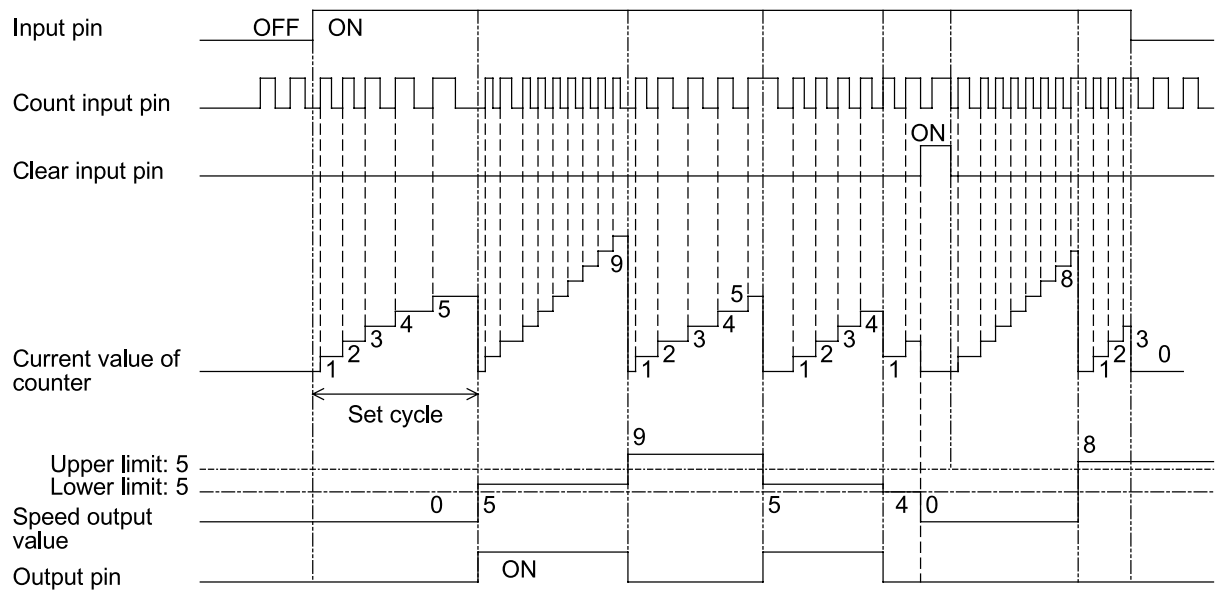 Input pin
OFF
ON
Count input pin
ON
Clear input pin
Current value of
counter
1
2
3
4
5
9
1
2
3
4
5
1
2
3
4
1
8
1
2
3
0
Set cycle
9
8
Upper limit: 5
Lower limit: 5
Speed output
value
0
5
5
4
0
Output pin
ON